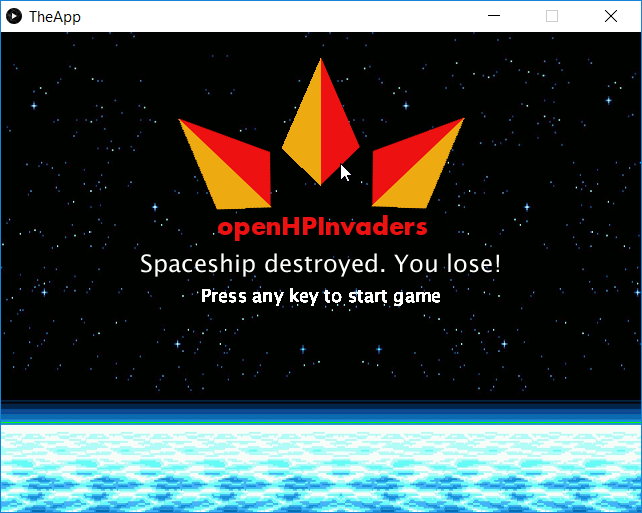 TheApp
openHPInvaders
Spaceship destroyed. You lose!
Press any key to start game